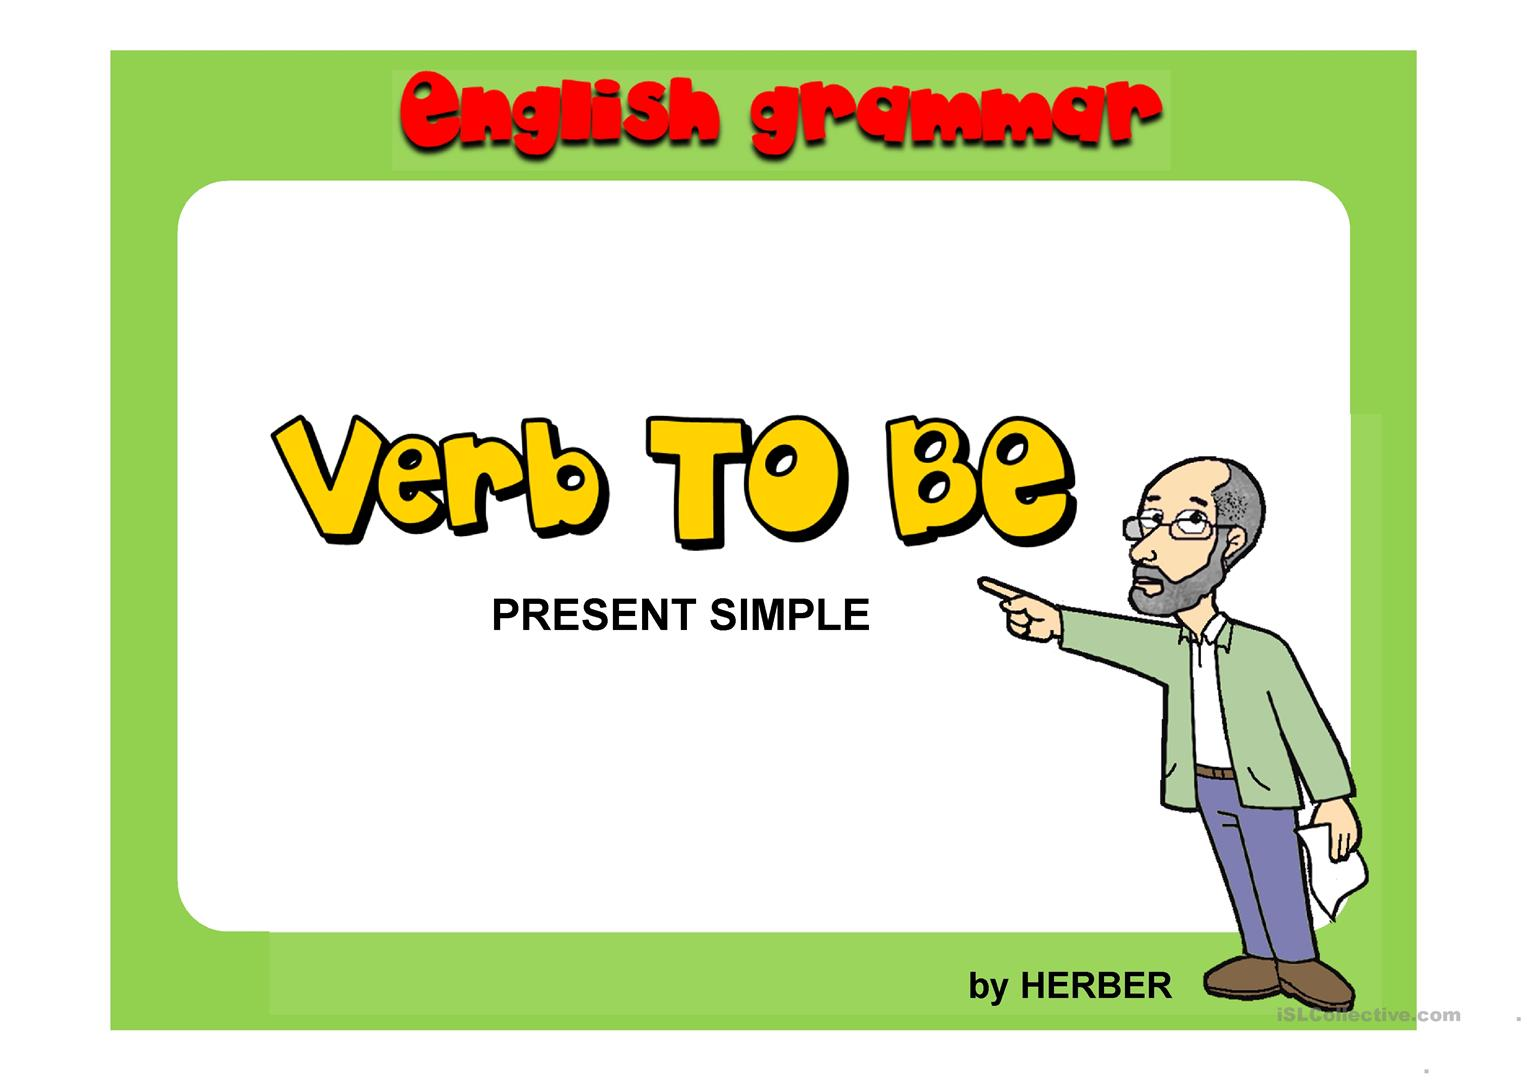 English grammar
Verb TO Be
PRESENT SIMPLE
by HERBER
iSLCollective.com